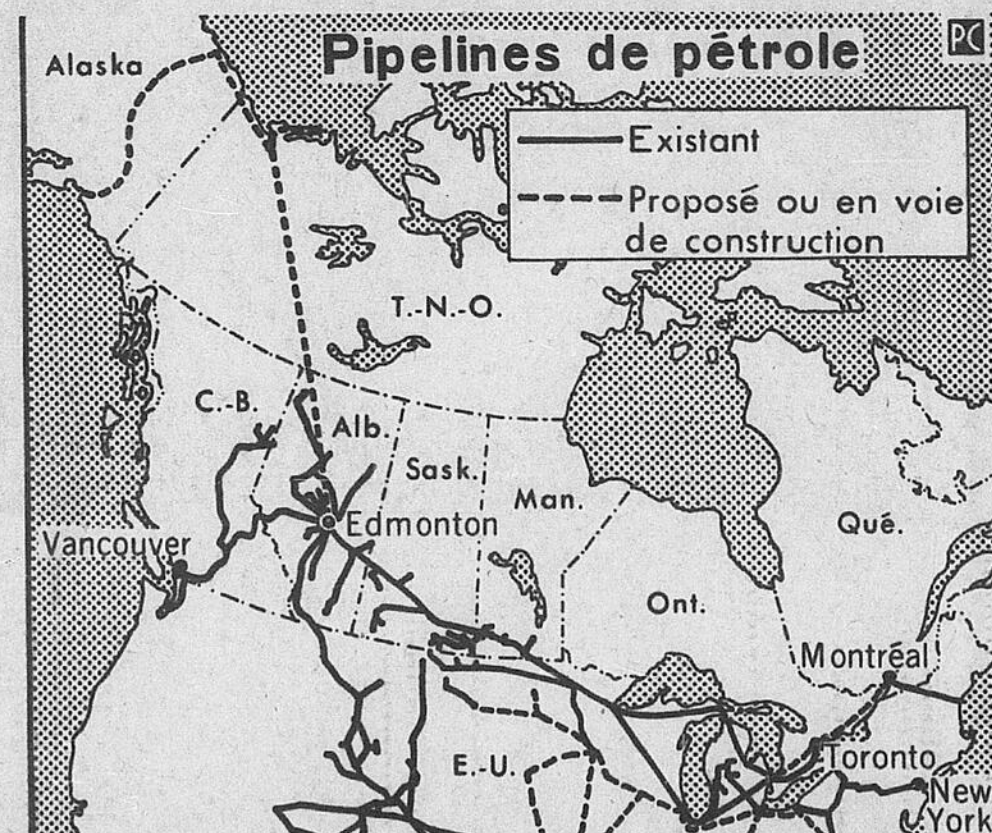 Pipelines de pétrole
PC
Alaska
Existant
Proposé ou en voie
de construction
T.-N.-O.
C.-B.
Alb.
Sask.
Man.
Edmonton
Qué.
Vancouver
Ont.
Montréal
E.-U.
Toronto
New
York